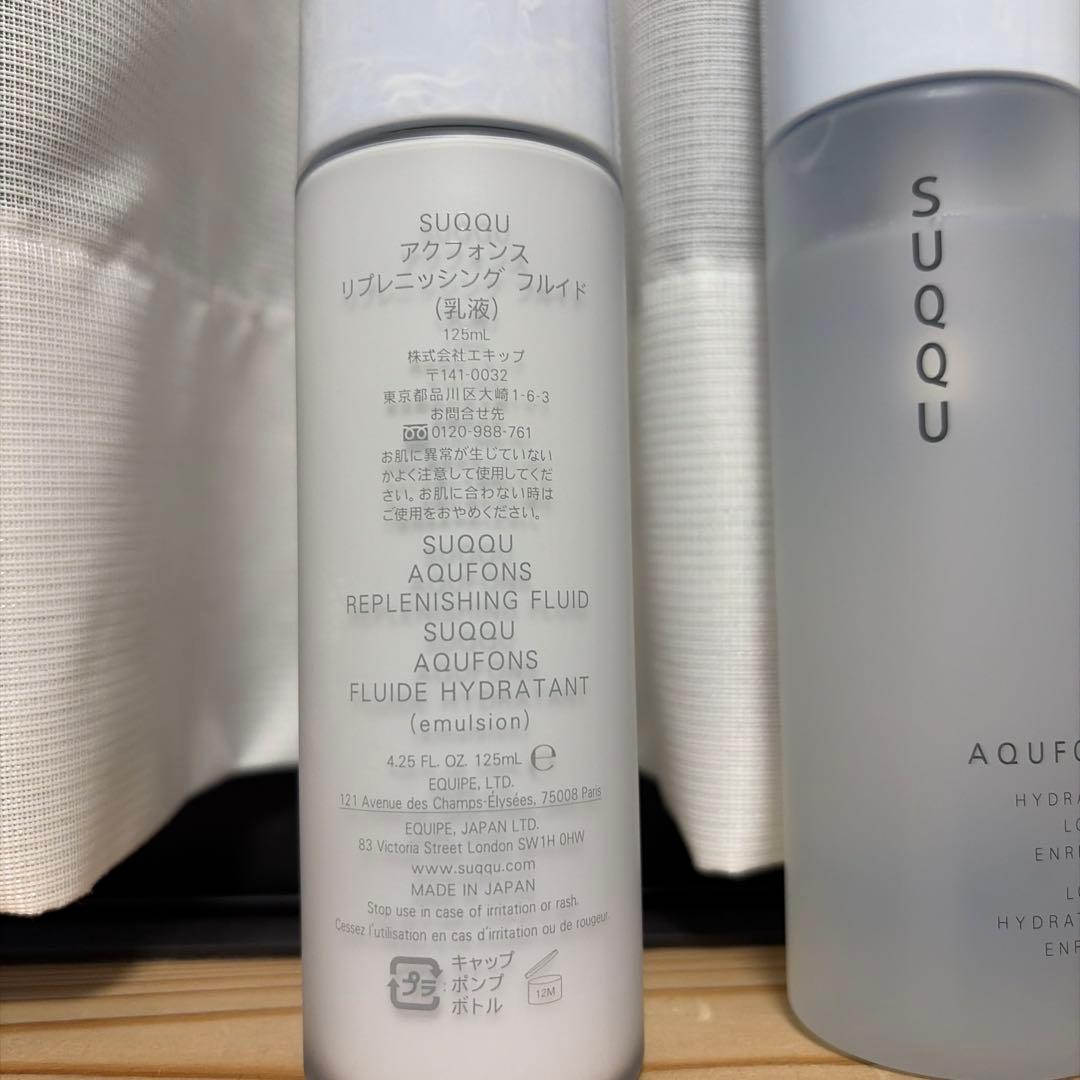 SUQQU
アクフォンス
リプレニッシング フルイド
(乳液)
125mL
株式会社エキップ
〒141-0032
東京都品川区大崎1-6-3
お問合せ先
0120-988-761
お肌に異常が生じていない
かよく注意して使用してくだ
さい。お肌に合わない時は
ご使用をおやめください。
SUQQU
AQUFONS
REPLENISHING FLUID
SUQQU
AQUFONS
FLUIDE HYDRATANT
(emulsion)
4.25 FL. OZ. 125mL ℮
EQUIPE, LTD.
121 Avenue des Champs-Élysées, 75008 Paris
EQUIPE, JAPAN LTD.
83 Victoria Street London SW1H 0HW
www.suqqu.com
MADE IN JAPAN
Stop use in case of irritation or rash.
Cessez l'utilisation en cas d'irritation ou de rougeur.
プラ : キャップ
ポンプ
ボトル
12M
SUQQU
AQUFO
HYDRA
LO
ENRI
L
HYDRAT
ENR